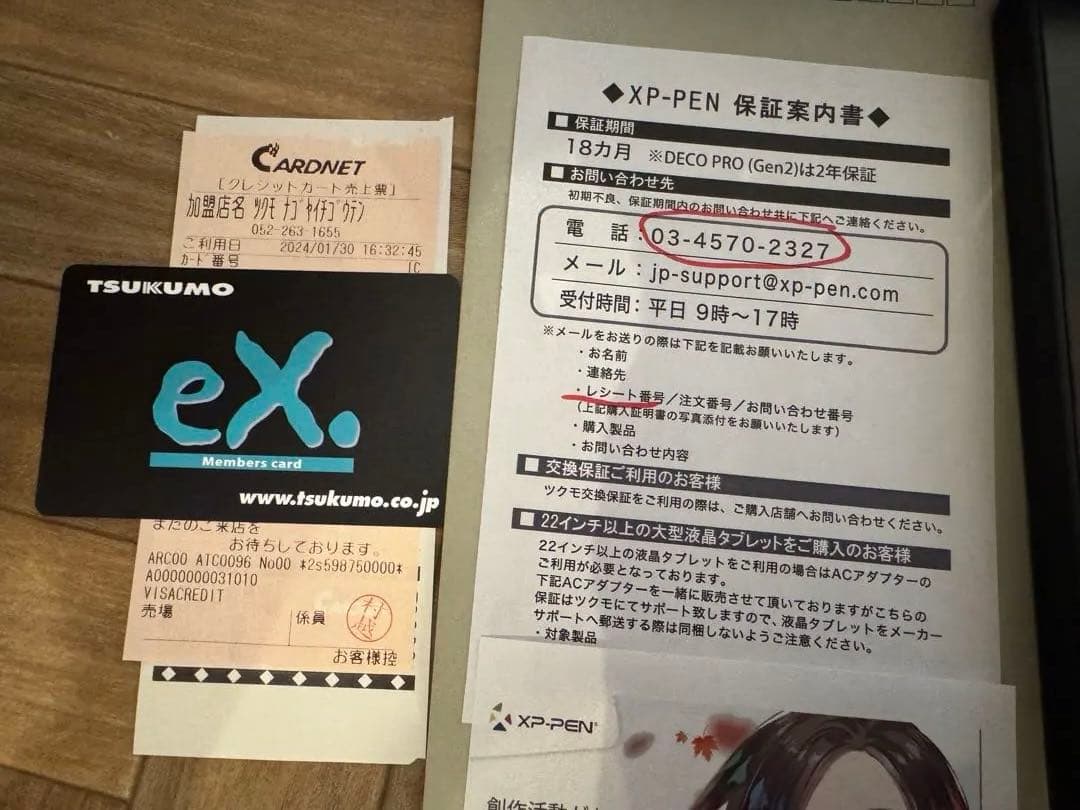 CARDNET
[クレジットカード売上票]
加盟店名 ツクモ ナゴヤイチゴウテン
052-263-1655
ご利用日 2024/01/30 16:32:45
カード番号 IC
TSUKUMO
eX.
Members card
www.tsukumo.co.jp
またのご来店を
お待ちしております。
ARC00 ATC0096 No00 *2s598750000*
A0000000031010
VISACREDIT
売場
係員 村越
お客様控
◆XP-PEN 保証案内書◆
■ 保証期間
18カ月 ※DECO PRO (Gen2)は2年保証
■ お問い合わせ先
初期不良、保証期間内のお問い合わせ共に下記へご連絡ください。
電 話:03-4570-2327
メール:jp-support@xp-pen.com
受付時間:平日 9時～17時
※メールをお送りの際は下記を記載お願いいたします。
・お名前
・連絡先
・レシート番号/注文番号/お問い合わせ番号
(上記購入証明書の写真添付をお願いいたします)
・購入製品
・お問い合わせ内容
■ 交換保証ご利用のお客様
ツクモ交換保証をご利用の際は、ご購入店舗へお問い合わせください。
■ 22インチ以上の大型液晶タブレットをご購入のお客様
22インチ以上の液晶タブレットをご利用の場合はACアダプターの
ご利用が必要となっております。
下記ACアダプターを一緒に販売させて頂いておりますがこちらの
保証はツクモにてサポート致しますので、液晶タブレットをメーカー
サポートへ郵送する際は同梱しないようご注意ください。
・対象製品
XP-PEN
創作活動が